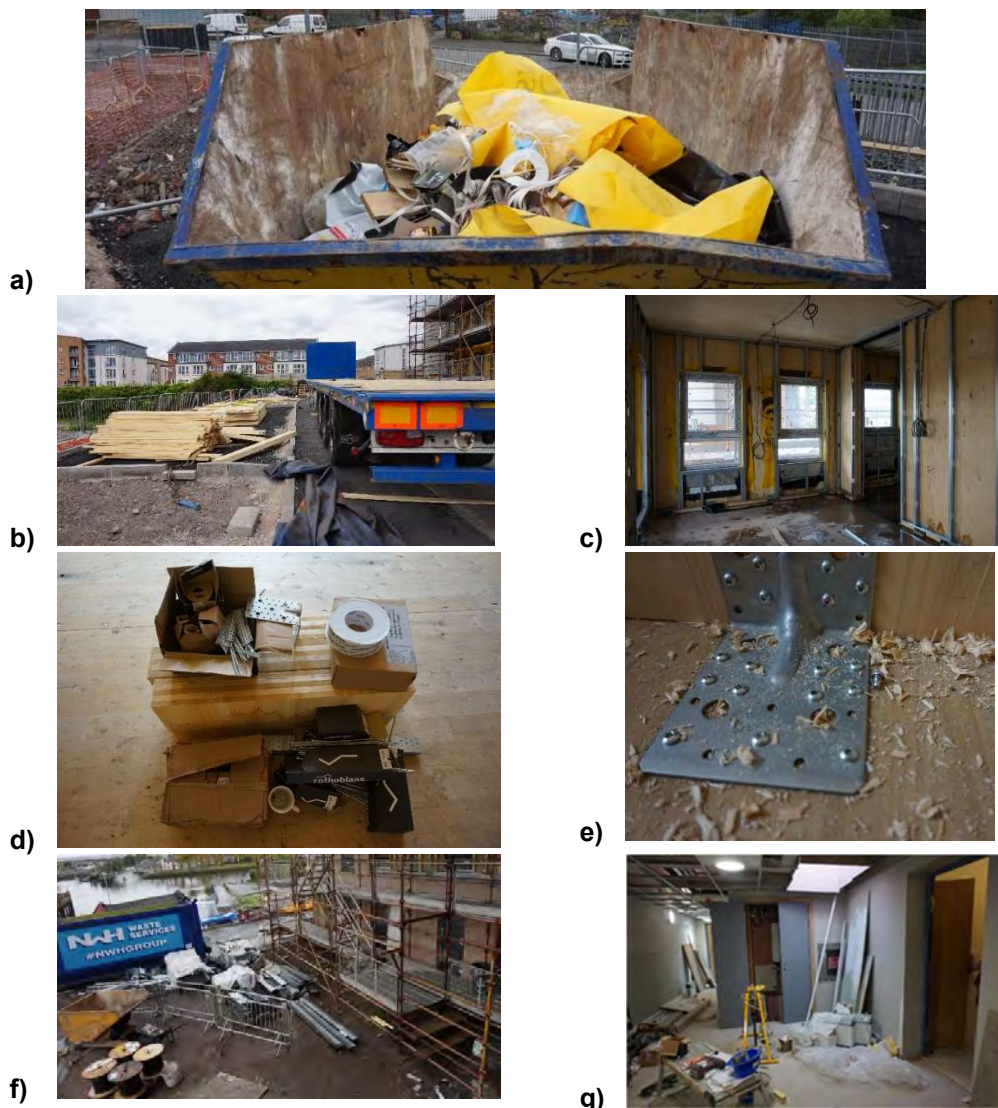 a)
b)
c)
d)
rothoblaas
e)
NWH WASTE
SERVICES
#NWHGROUP
f)
g)